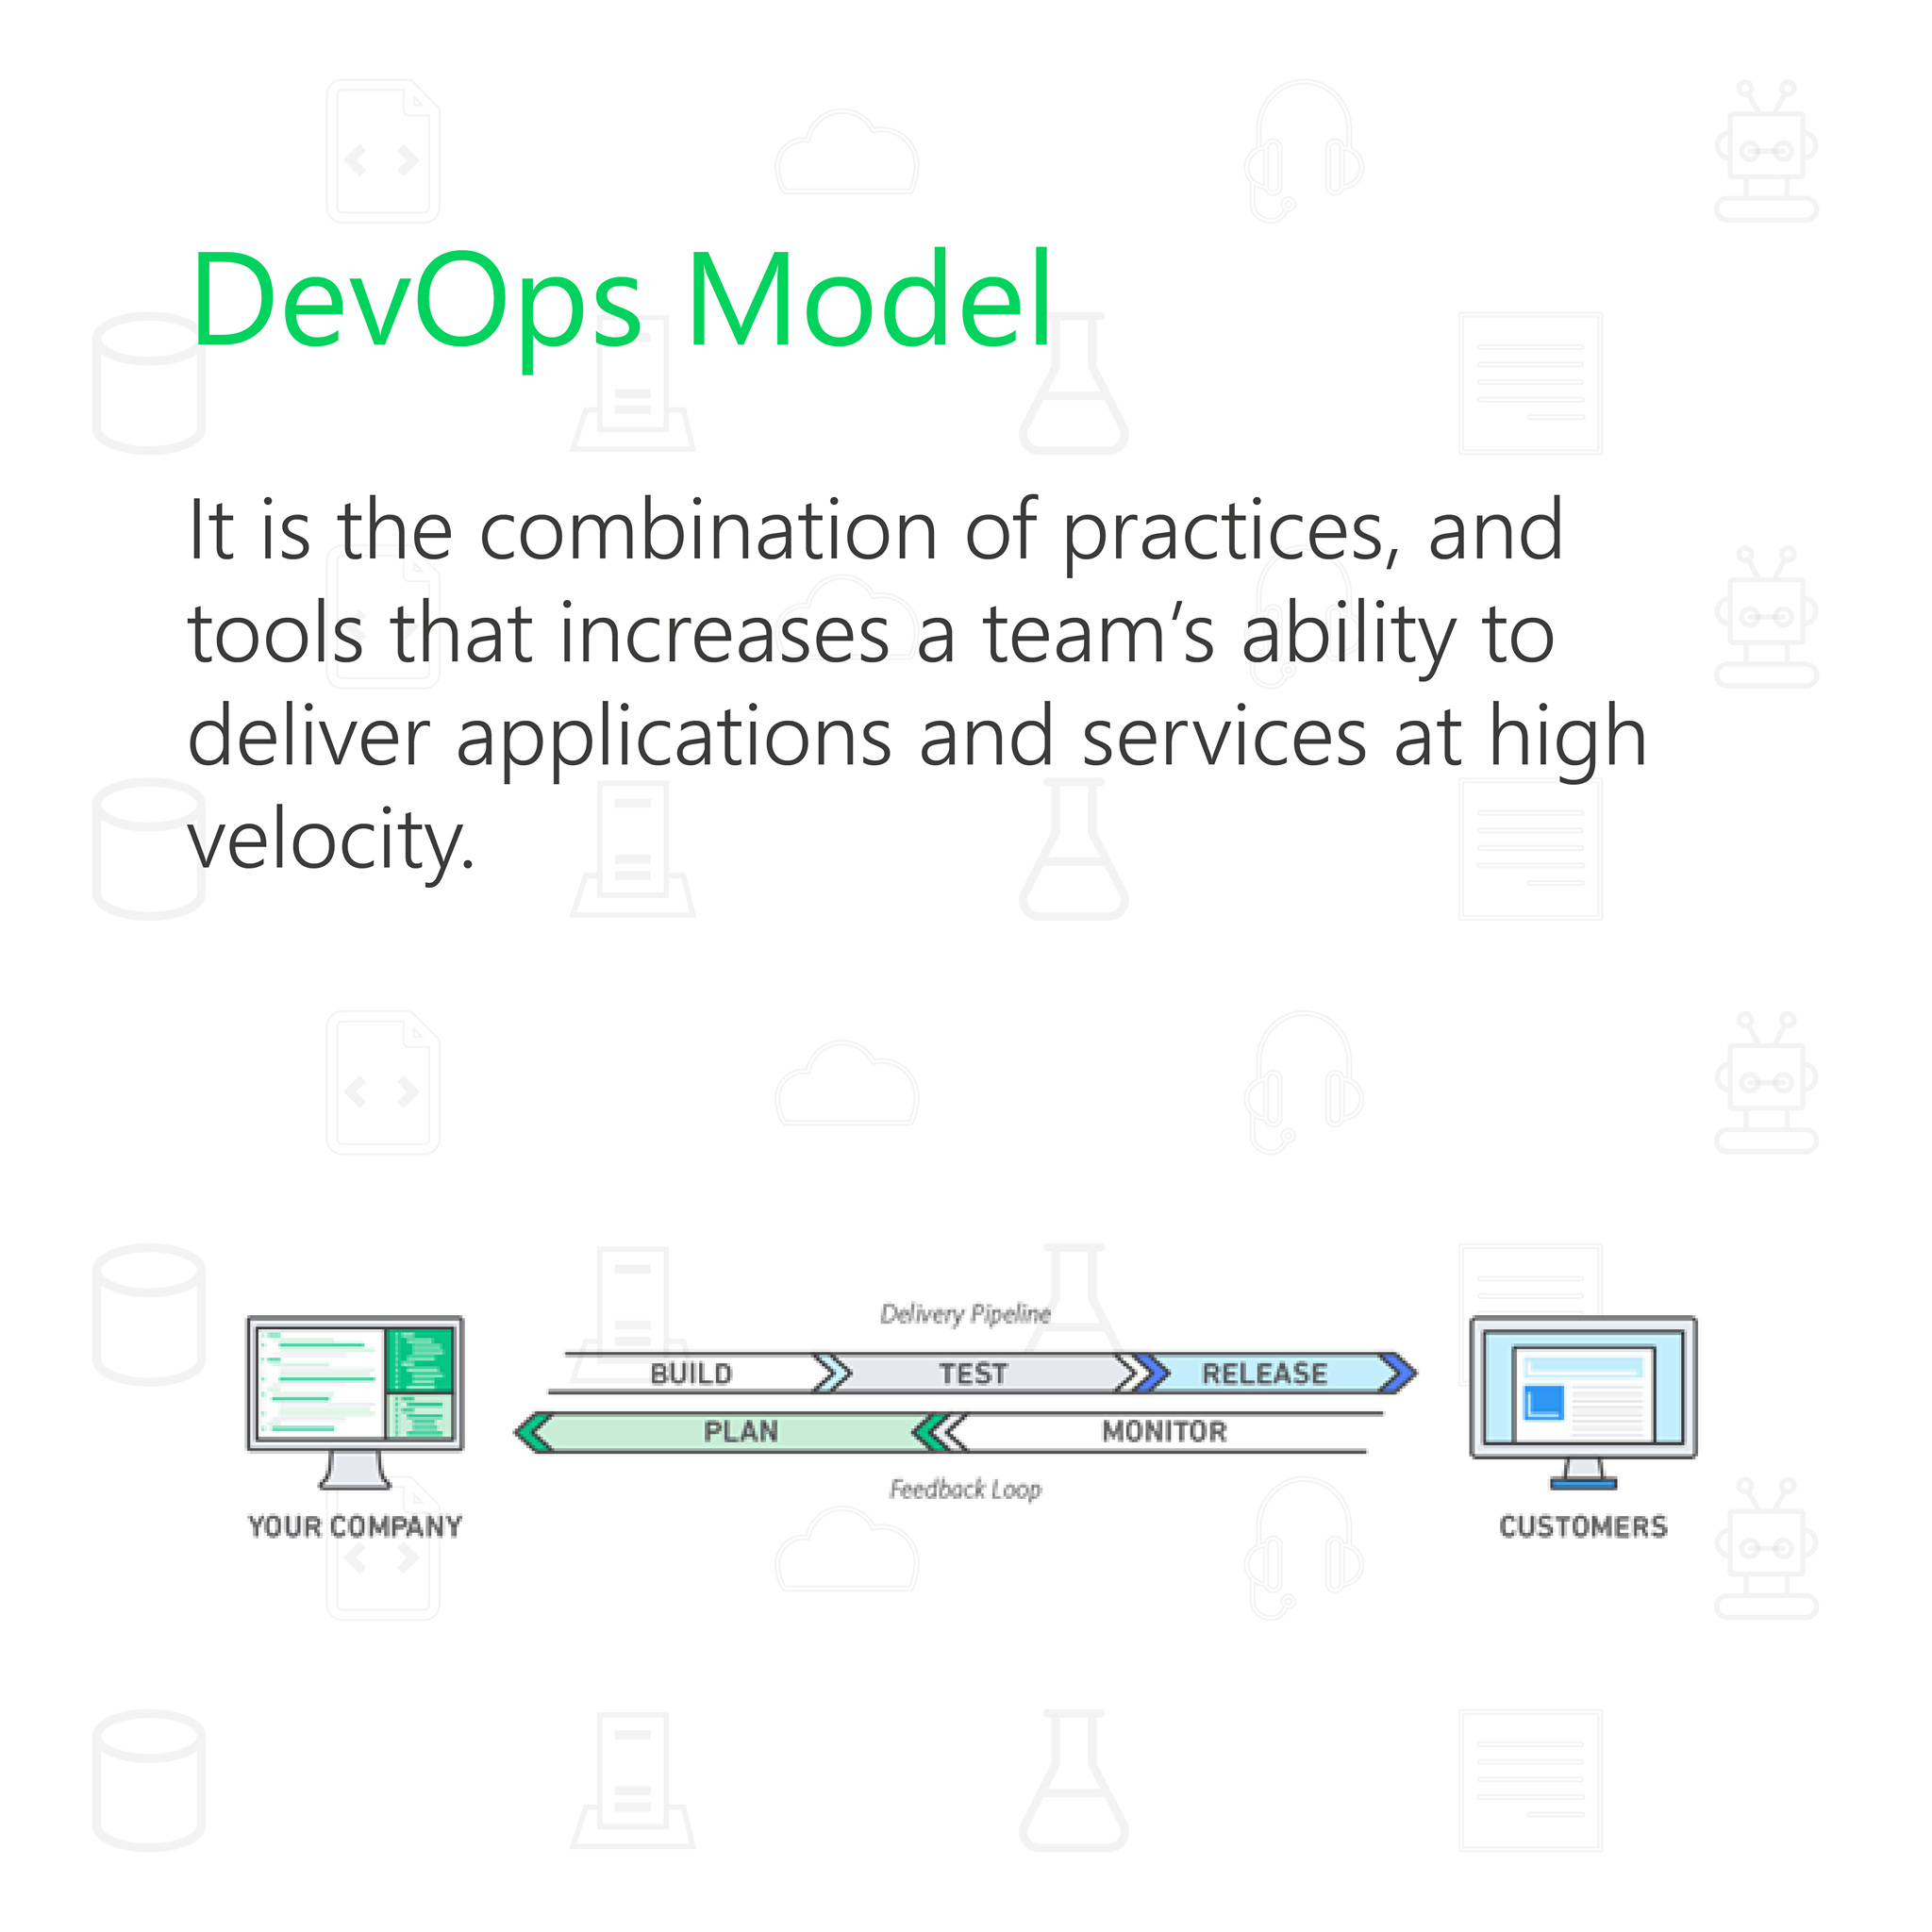 DevOps Model
It is the combination of practices, and
tools that increases a team‘s ability to
deliver applications and services at high
velocity.
Delivery Pipeline
BUILD TEST RELEASE
PLAN MONITOR
Feedback Loop
YOUR COMPANY CUSTOMERS